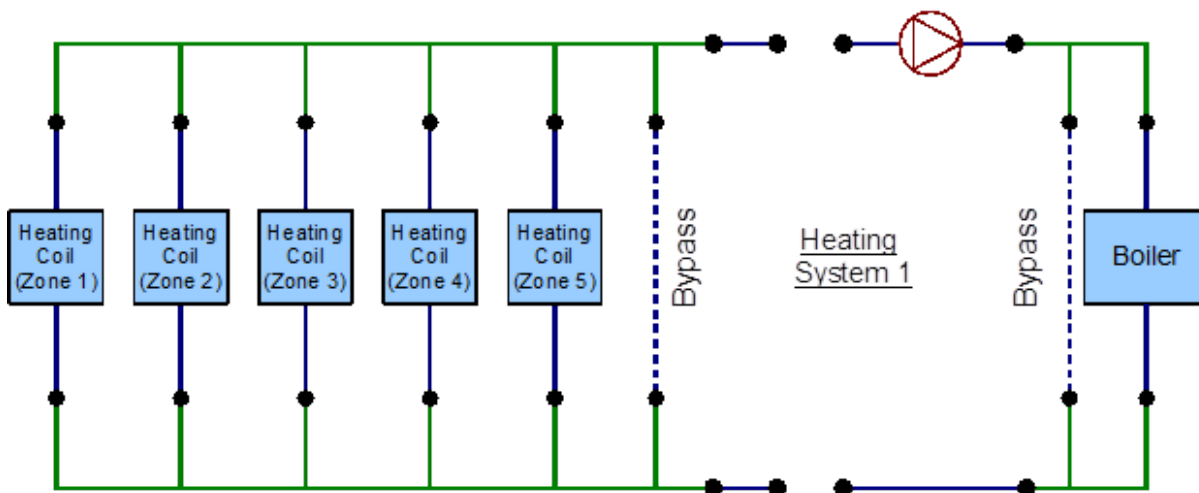 Heating
Coil
(Zone 1)
Heating
Coil
(Zone 2)
Heating
Coil
(Zone 3)
Heating
Coil
(Zone 4)
Heating
Coil
(Zone 5)
Bypass
Heating
System 1
Bypass
Boiler